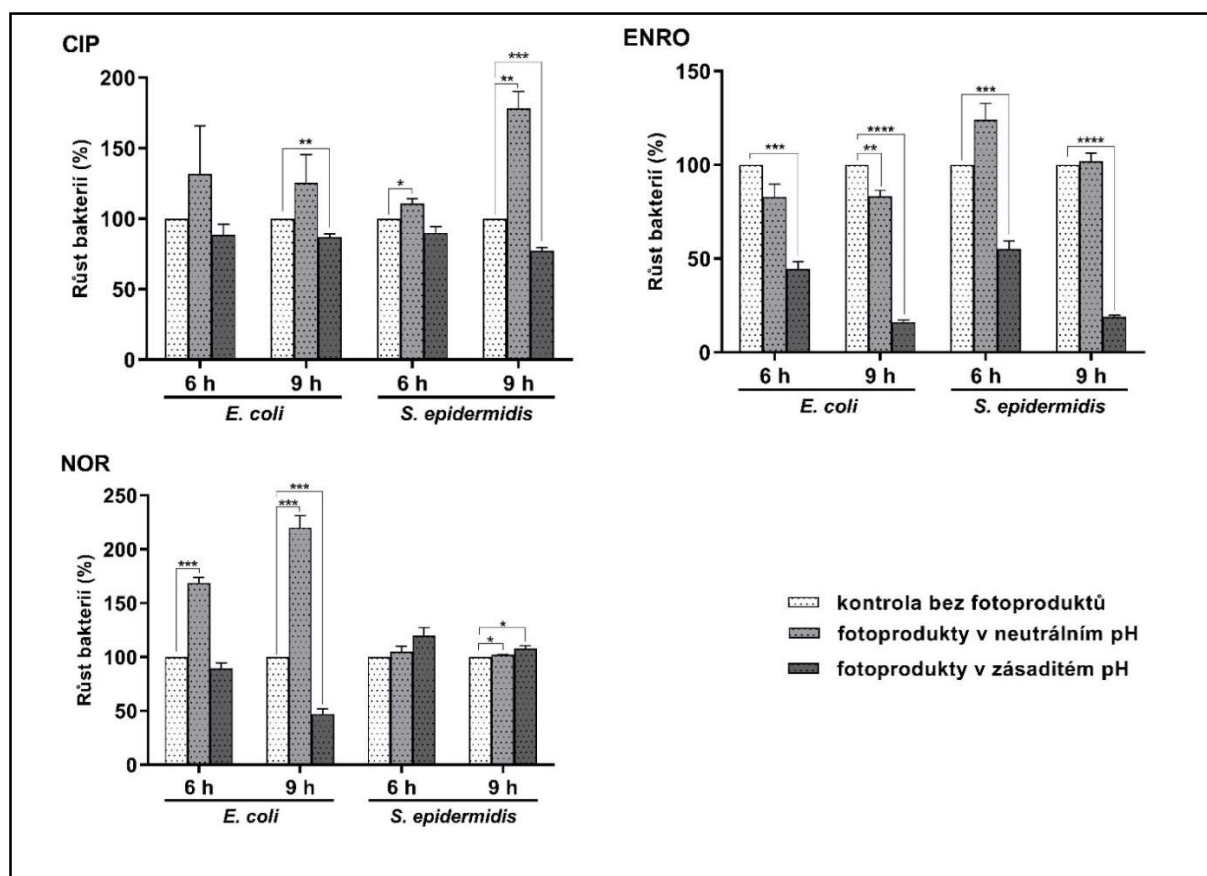 CIP
Růst bakterií (%)
200
150
100
50
0
**
*
**
***
6 h 9 h 6 h 9 h
E. coli S. epidermidis
ENRO
Růst bakterií (%)
150
100
50
0
***
**
****
***
****
6 h 9 h 6 h 9 h
E. coli S. epidermidis
NOR
Růst bakterií (%)
250
200
150
100
50
0
***
***
***
*
*
6 h 9 h 6 h 9 h
E. coli S. epidermidis
kontrola bez fotoproduktů
fotoprodukty v neutrálním pH
fotoprodukty v zásaditém pH